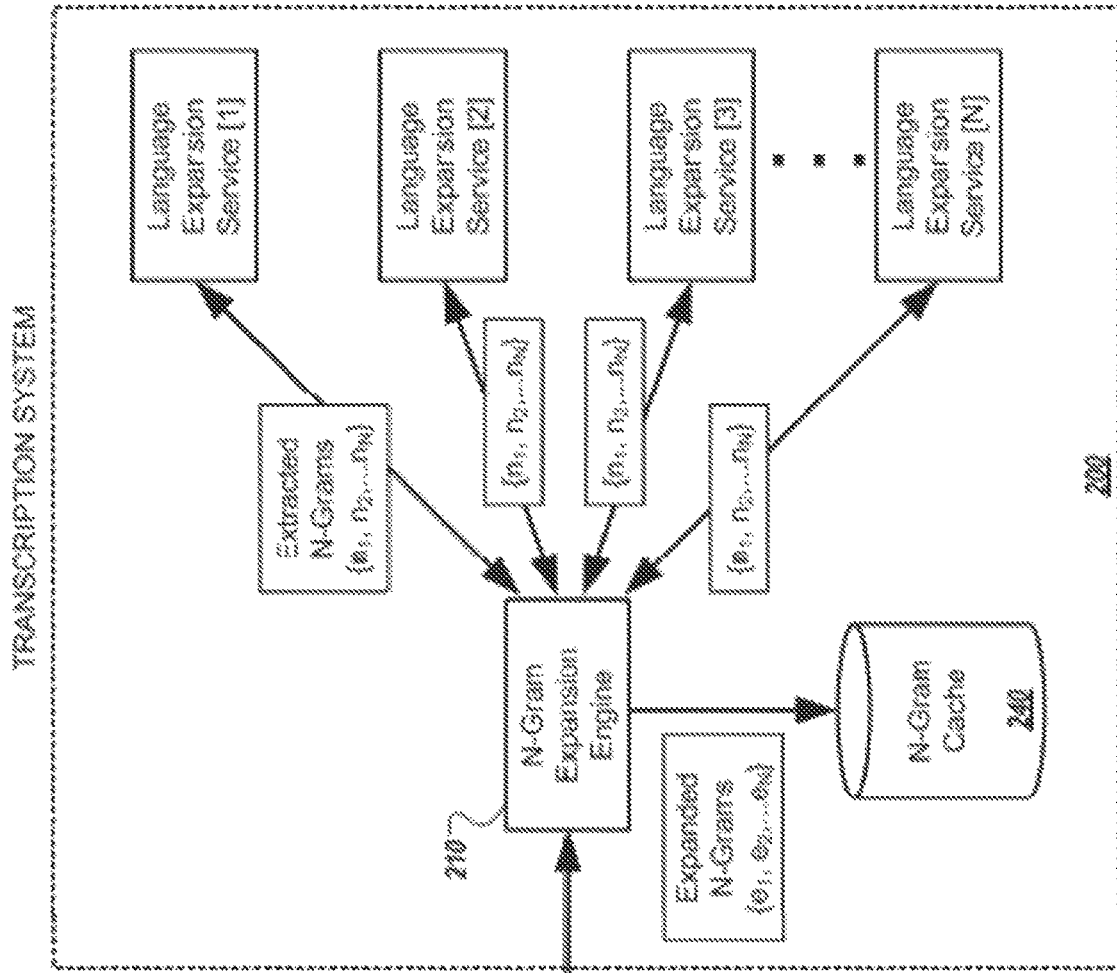 TRANSCRIPTION SYSTEM
Language
Expansion
Service [1]
Language
Expansion
Service [2]
Language
Expansion
Service [3]
Language
Expansion
Service [N]
Extracted
N-Grams
{n₁, n₂,...nN}
{n₁, n₂,...nN}
{n₁, n₂,...nN}
{n₁, n₂,...nN}
210
N-Gram
Expansion
Engine
Expanded
N-Grams
{e₁, e₂,...eN}
N-Gram
Cache
240
200